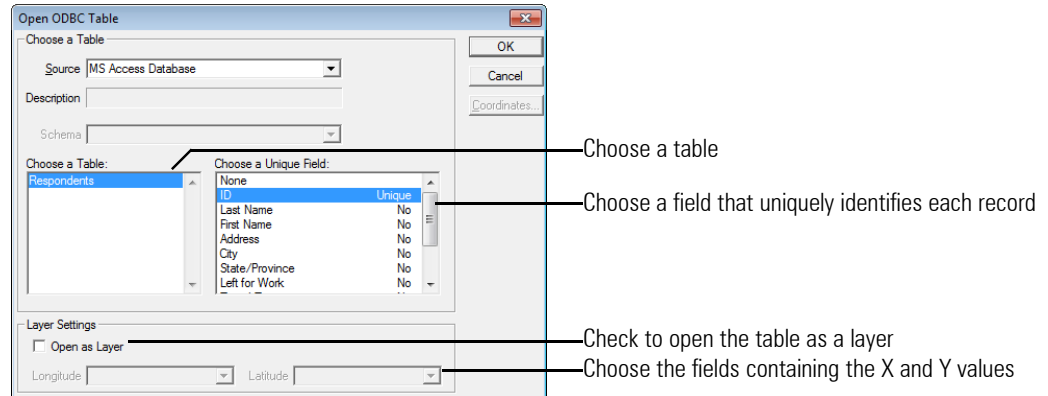 Open ODBC Table
Choose a Table
Source MS Access Database
OK
Cancel
Description
Coordinates...
Schema
Choose a table
Choose a Table:
Choose a Unique Field:
Respondents
None
ID Unique
Choose a field that uniquely identifies each record
Last Name No
First Name No
Address No
City No
State/Province No
Left for Work No
Layer Settings
Open as Layer
Check to open the table as a layer
Longitude
Latitude
Choose the fields containing the X and Y values